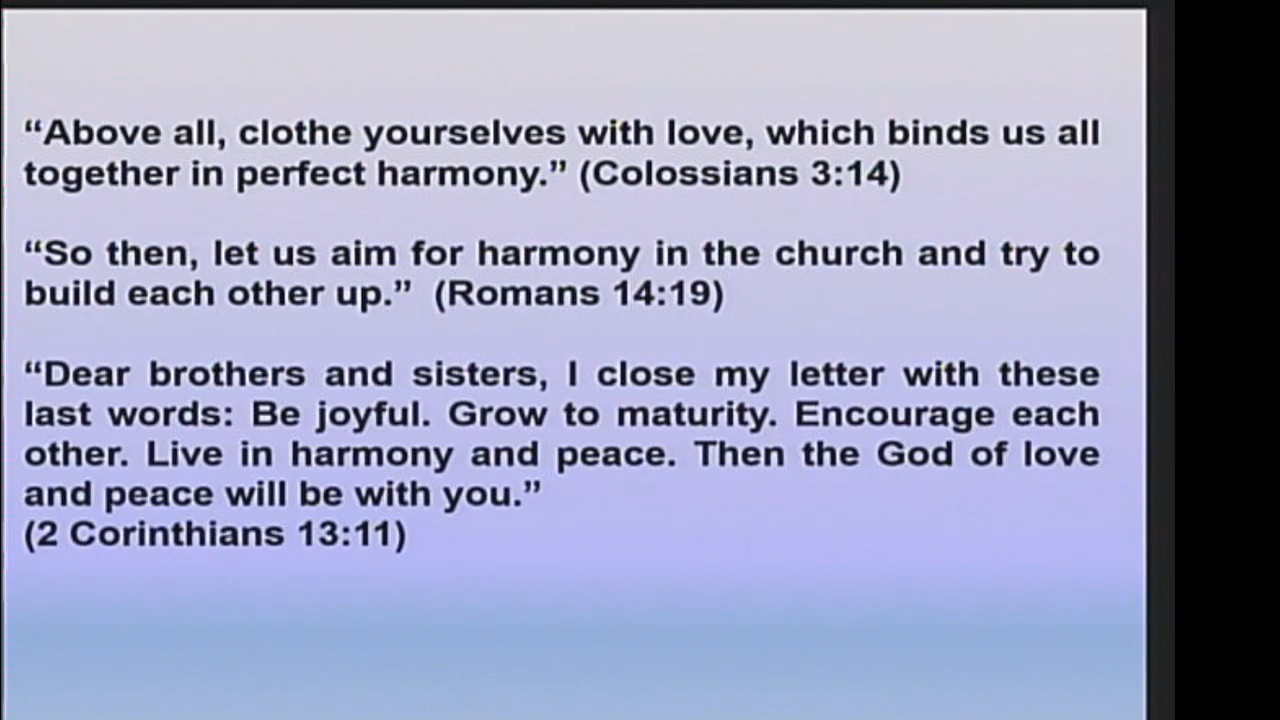 “Above all, clothe yourselves with love, which binds us all
together in perfect harmony.” (Colossians 3:14)
“So then, let us aim for harmony in the church and try to
build each other up.” (Romans 14:19)
“Dear brothers and sisters, I close my letter with these
last words: Be joyful. Grow to maturity. Encourage each
other. Live in harmony and peace. Then the God of love
and peace will be with you.”
(2 Corinthians 13:11)